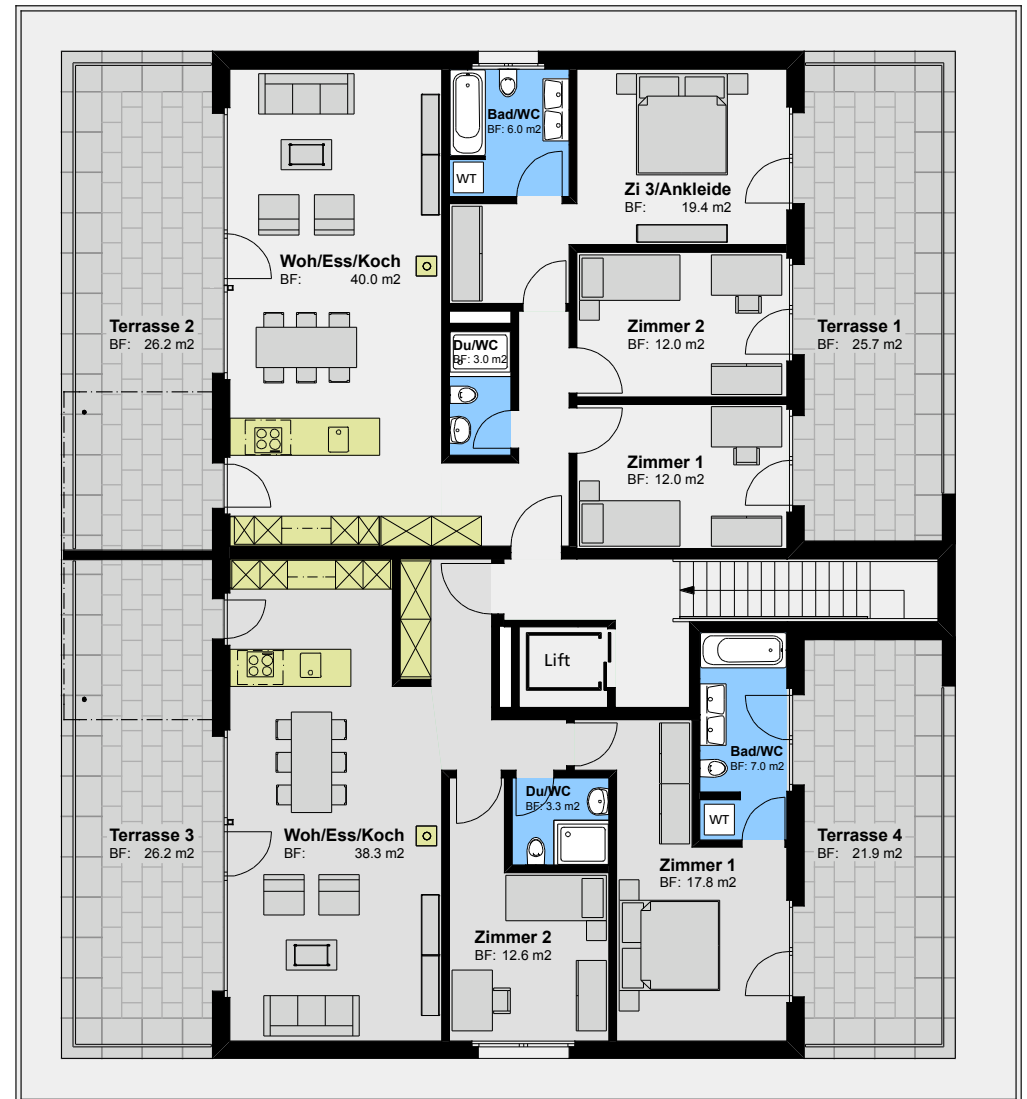 Bad/WC
BF: 6.0 m2
WT
Zi 3/Ankleide
BF: 19.4 m2
Woh/Ess/Koch
BF: 40.0 m2
Terrasse 2
BF: 26.2 m2
Du/WC
BF: 3.0 m2
Zimmer 2
BF: 12.0 m2
Terrasse 1
BF: 25.7 m2
Zimmer 1
BF: 12.0 m2
Lift
Bad/WC
BF: 7.0 m2
WT
Du/WC
BF: 3.3 m2
Terrasse 3
BF: 26.2 m2
Woh/Ess/Koch
BF: 38.3 m2
Zimmer 1
BF: 17.8 m2
Terrasse 4
BF: 21.9 m2
Zimmer 2
BF: 12.6 m2